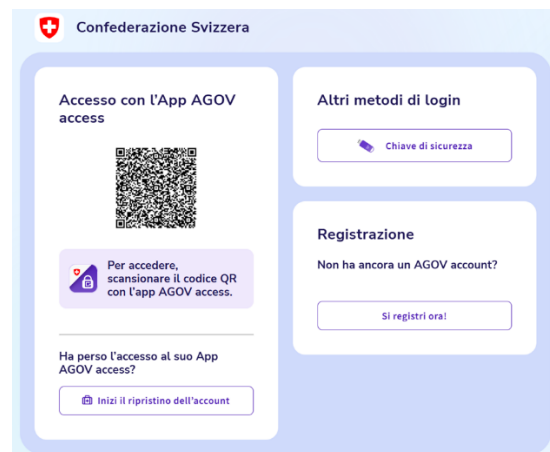 Confederazione Svizzera
Accesso con l'App AGOV
access
Per accedere,
scansionare il codice QR
con l'app AGOV access.
Ha perso l'accesso al suo App
AGOV access?
Inizi il ripristino dell'account
Altri metodi di login
Chiave di sicurezza
Registrazione
Non ha ancora un AGOV account?
Si registri ora!